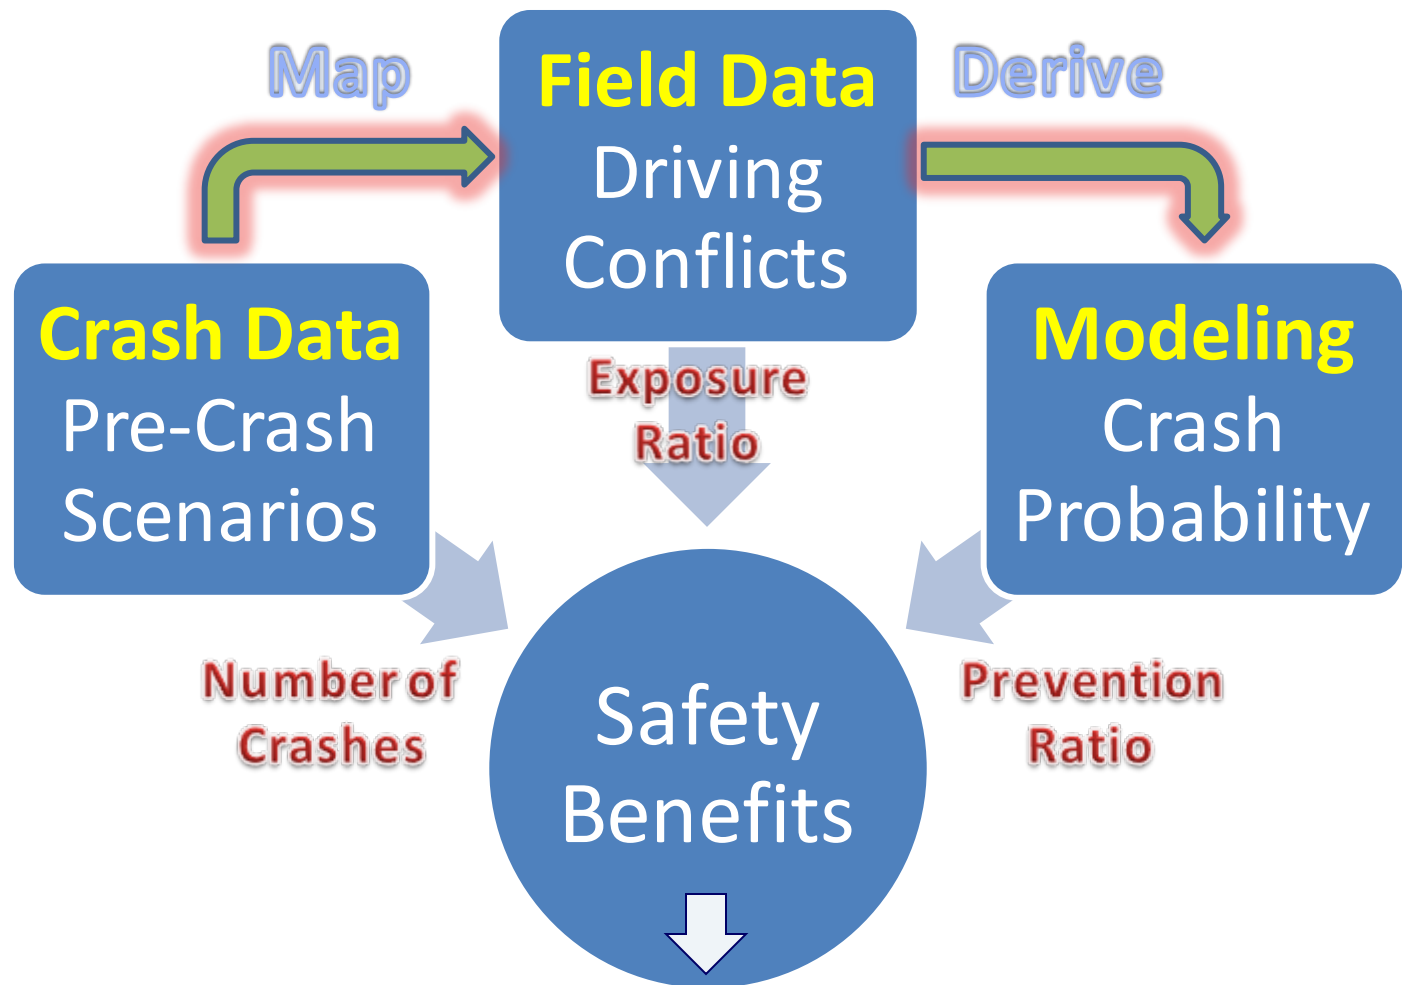 Map
Derive
Field Data
Driving
Conflicts
Crash Data
Pre-Crash
Scenarios
Exposure
Ratio
Modeling
Crash
Probability
Number of
Crashes
Prevention
Ratio
Safety
Benefits